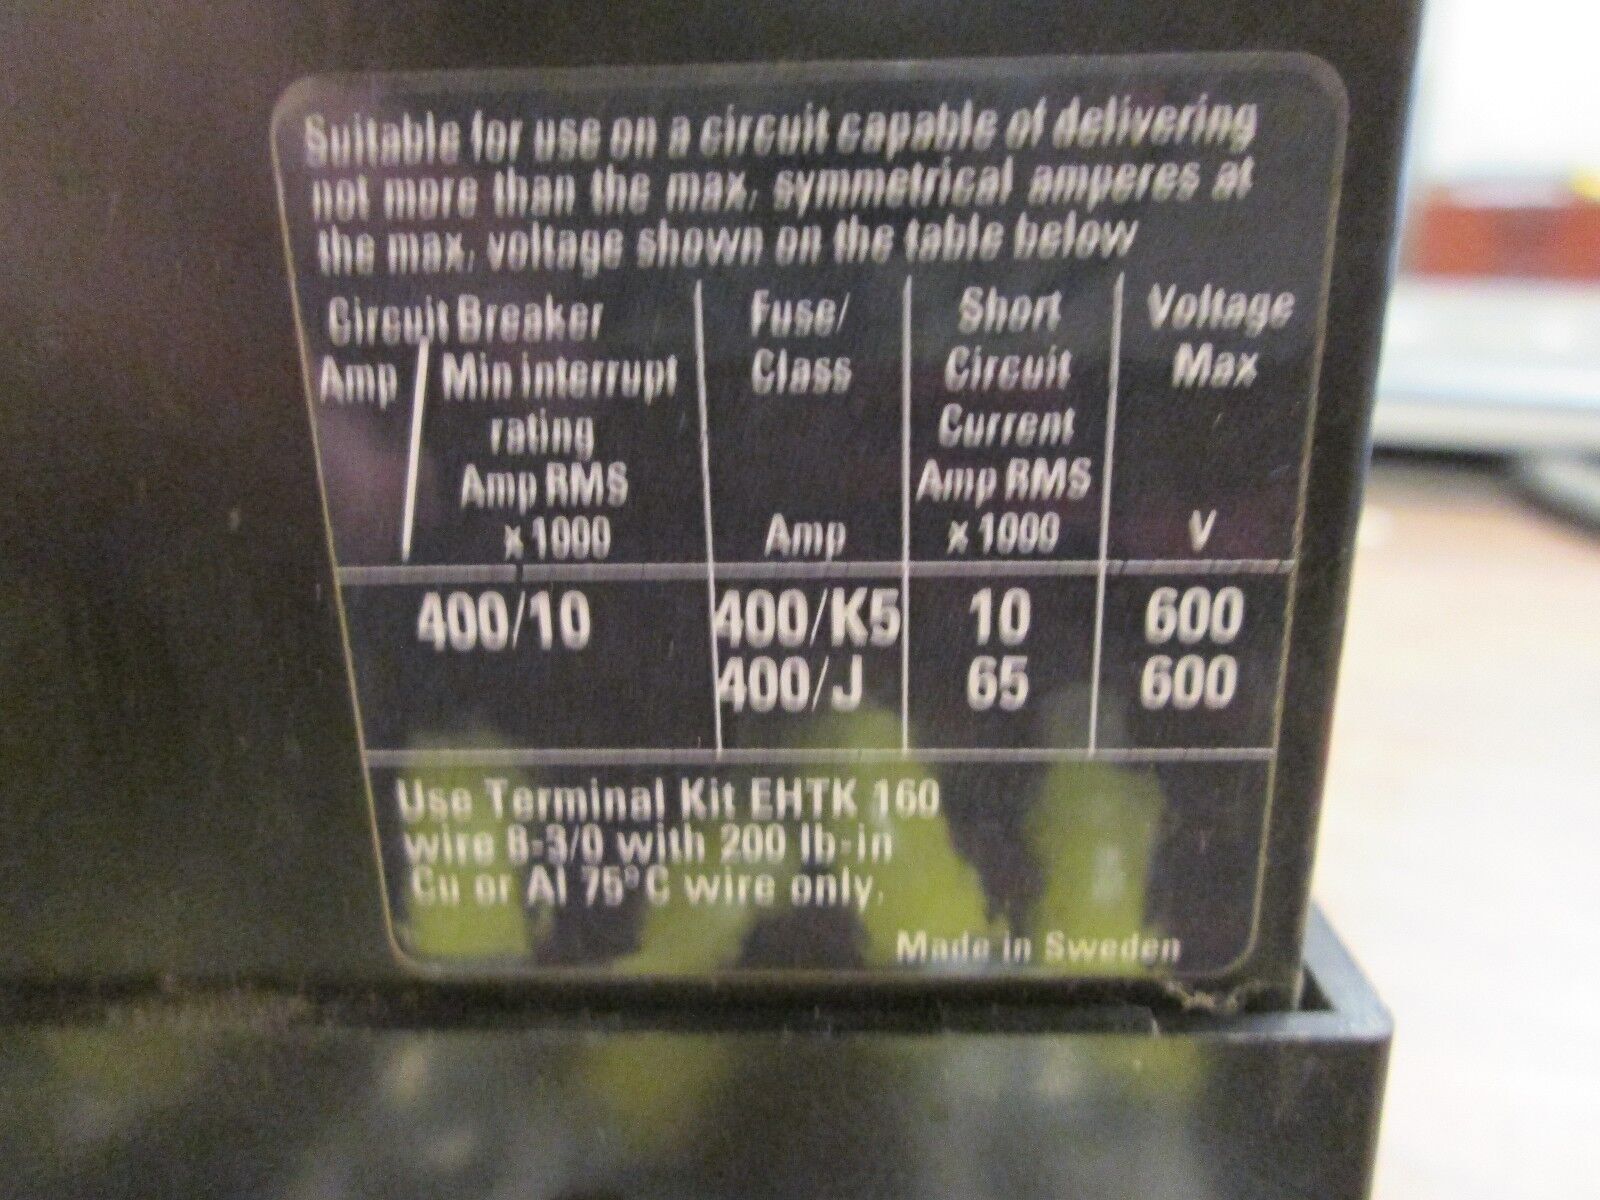 Suitable for use on a circuit capable of delivering
not more than the max. symmetrical amperes at
the max. voltage shown on the table below
Circuit Breaker Fuse/ Short Voltage
Amp / Min interrupt Class Circuit Max
rating Current
Amp RMS Amp RMS
x 1000 Amp x 1000 V
400/10 400/K5 10 600
400/J 65 600
Use Terminal Kit EHTK 160
wire 8-3/0 with 200 lb-in
Cu or Al 75°C wire only.
Made in Sweden